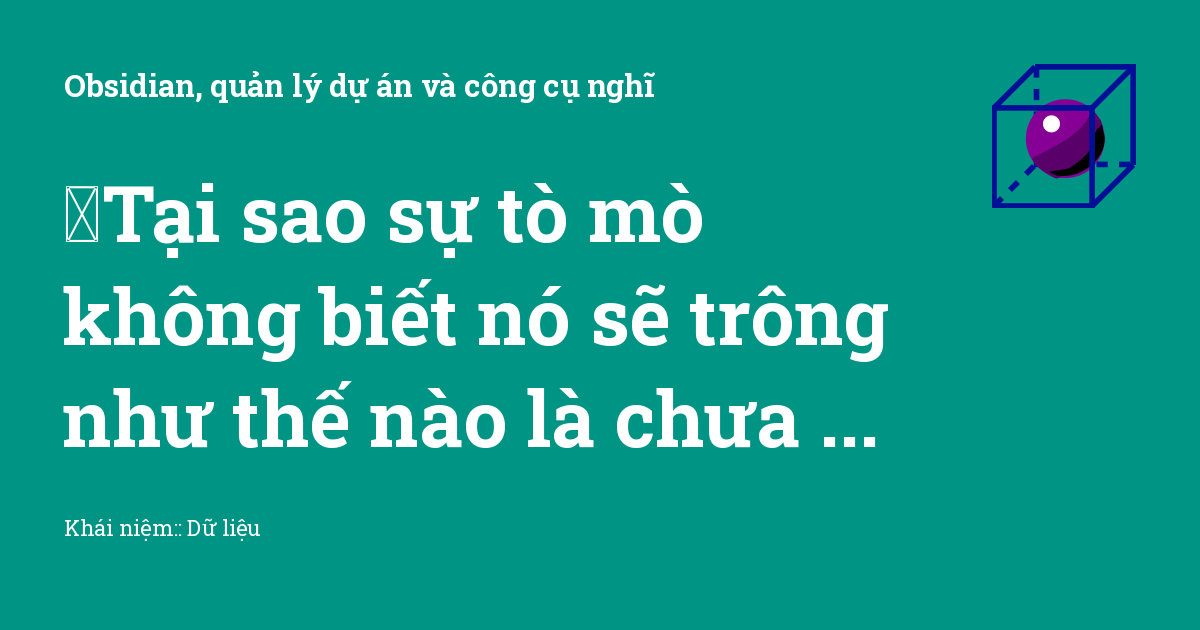 Obsidian, quản lý dự án và công cụ nghĩ
Tại sao sự tò mò
không biết nó sẽ trông
như thế nào là chưa ...
Khái niệm:: Dữ liệu